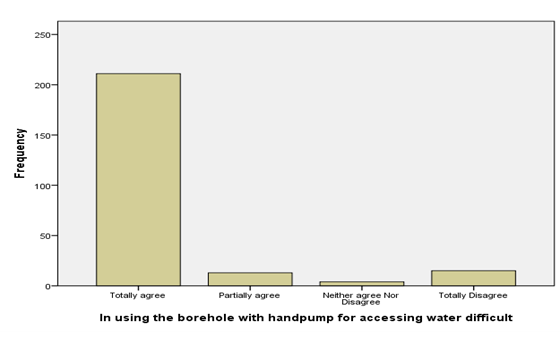 250
200
150
100
50
0
Frequency
Totally agree
Partially agree
Neither agree Nor
Disagree
Totally Disagree
In using the borehole with handpump for accessing water difficult